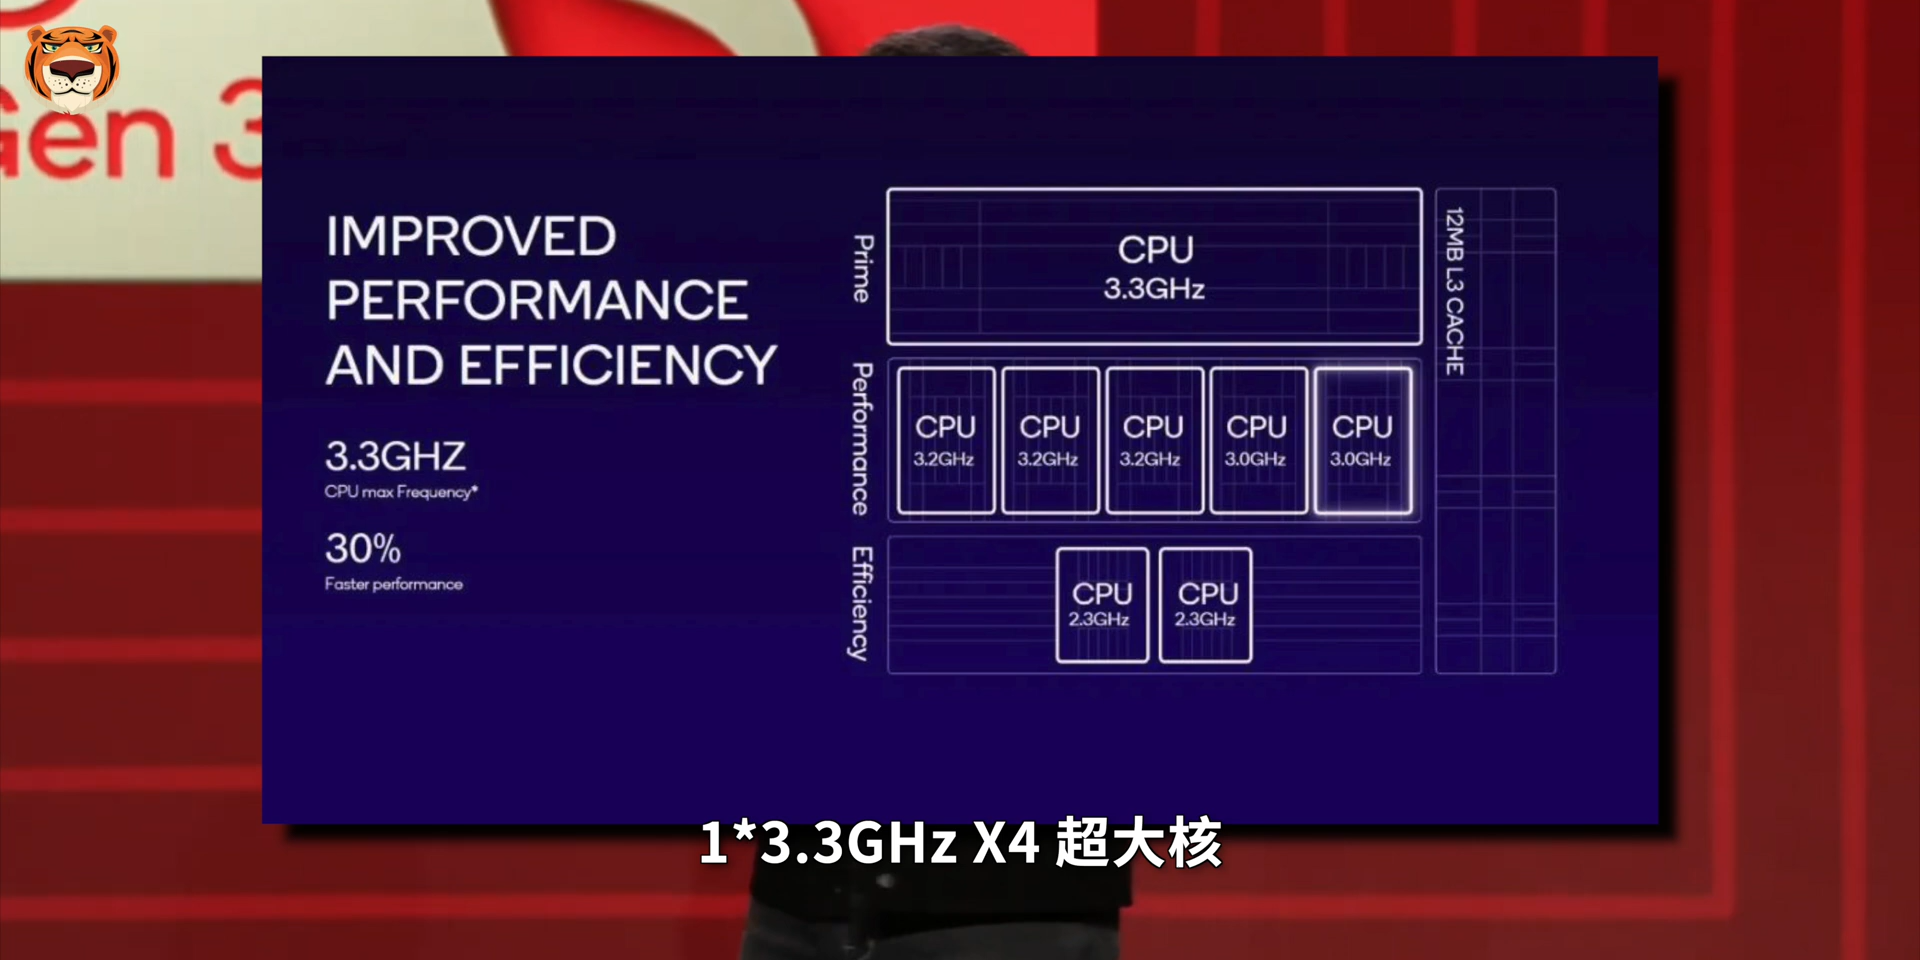 Gen 3
IMPROVED
PERFORMANCE
AND EFFICIENCY
3.3GHZ
CPU max Frequency*
30%
Faster performance
Prime
CPU
3.3GHz
Performance
CPU
3.2GHz
CPU
3.2GHz
CPU
3.2GHz
CPU
3.0GHz
CPU
3.0GHz
Efficiency
CPU
2.3GHz
CPU
2.3GHz
12MB L3 CACHE
1*3.3GHz X4 超大核